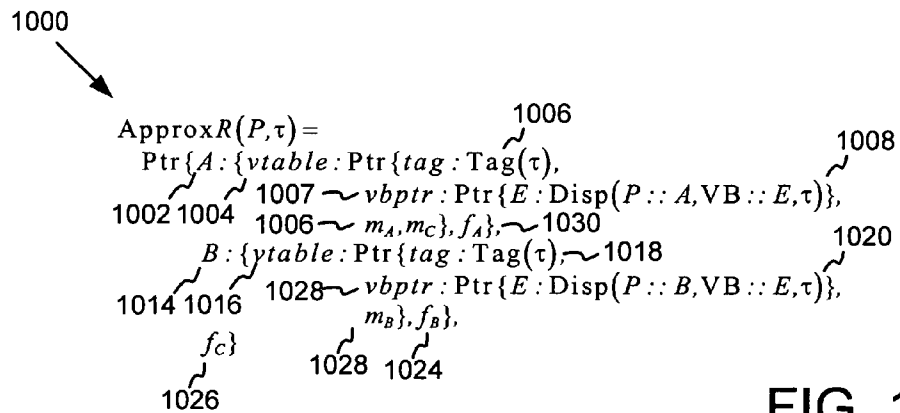 1000
1006
ApproxR(P,τ)=
Ptr{A:{vtable:Ptr{tag:Tag(τ),
1008
1007 vbptr:Ptr{E:Disp(P::A,VB::E,τ)},
1002 1004
1006 m_A,m_C},f_A}, 1030
B:{vtable:Ptr{tag:Tag(τ), 1018
1020
1014 1016 1028 vbptr:Ptr{E:Disp(P::B,VB::E,τ)},
m_B},f_B},
f_C}
1028 1024
1026
FIG. 1